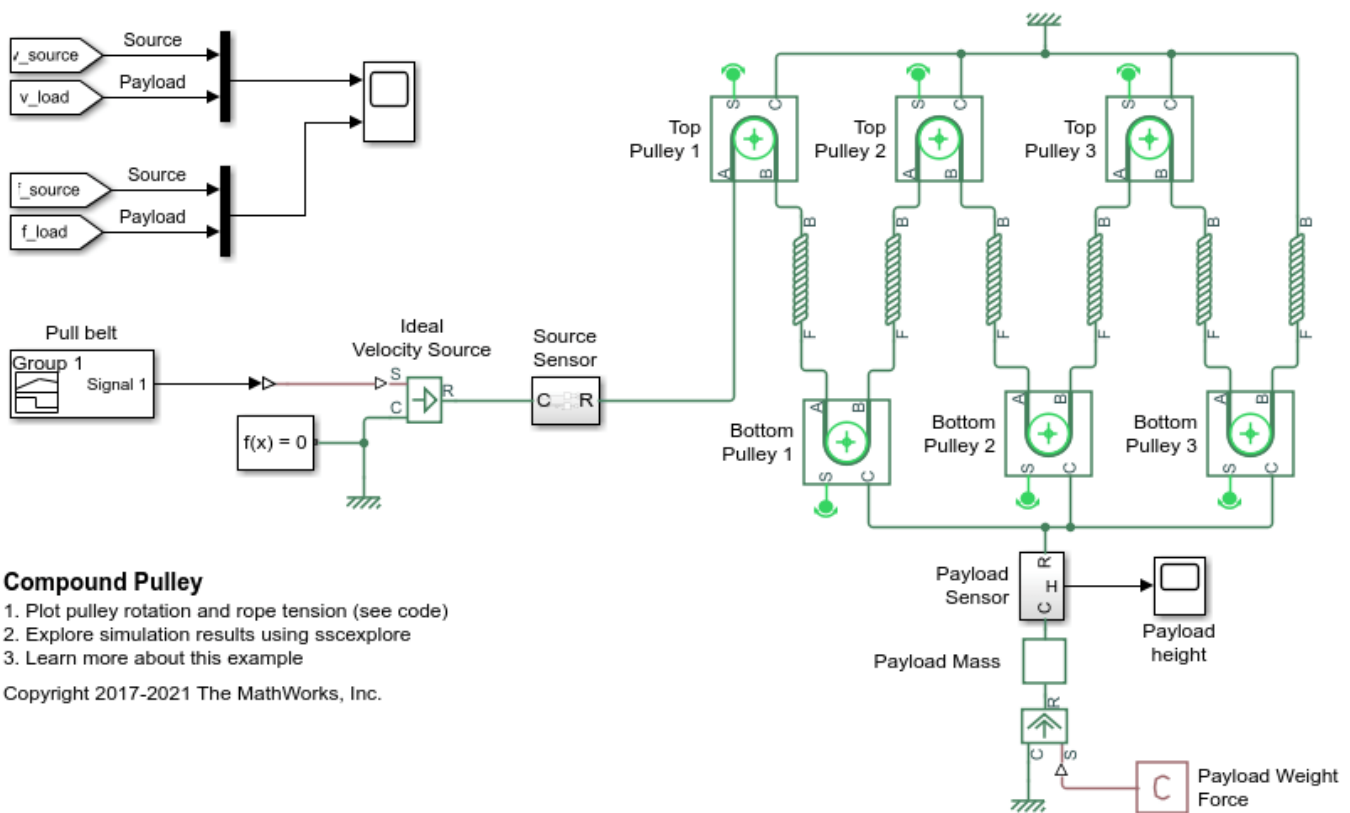 Source
v_source
Payload
v_load
Source
f_source
Payload
f_load
Pull belt
Group 1
Signal 1
f(x) = 0
Ideal
Velocity Source
S
C
R
Source
Sensor
C
R
Top
Pulley 1
S
C
A
B
Top
Pulley 2
S
C
A
B
Top
Pulley 3
S
C
A
B
B
B
B
B
B
B
F
F
F
F
F
F
Bottom
Pulley 1
A
B
S
C
Bottom
Pulley 2
A
B
S
C
Bottom
Pulley 3
A
B
S
C
Payload
Sensor
R
H
C
Payload
height
Payload Mass
R
C
S
C
Payload Weight
Force
Compound Pulley
1. Plot pulley rotation and rope tension (see code)
2. Explore simulation results using sscexplore
3. Learn more about this example
Copyright 2017-2021 The MathWorks, Inc.